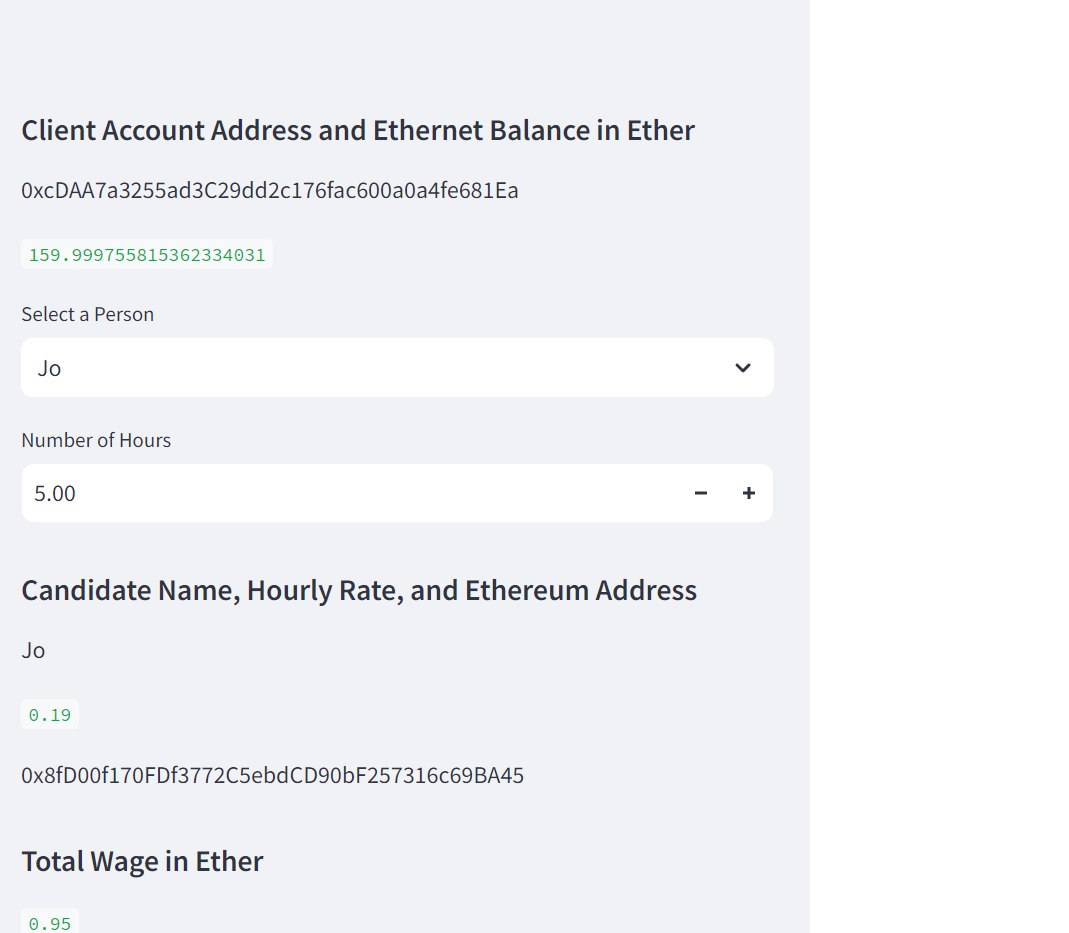 Client Account Address and Ethernet Balance in Ether
0xcDAA7a3255ad3C29dd2c176fac600a0a4fe681Ea
159.999755815362334031
Select a Person
Jo
Number of Hours
5.00
Candidate Name, Hourly Rate, and Ethereum Address
Jo
0.19
0x8fD00f170FDf3772C5ebdCD90bF257316c69BA45
Total Wage in Ether
0.95